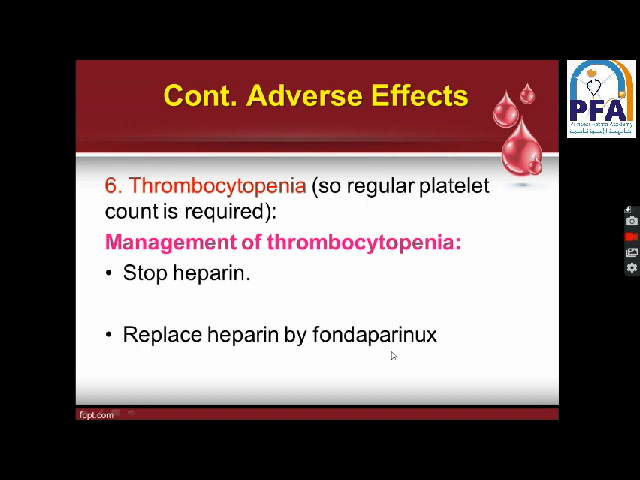 Cont. Adverse Effects
PFA
6. Thrombocytopenia (so regular platelet
count is required):
Management of thrombocytopenia:
• Stop heparin.
• Replace heparin by fondaparinux
fppt.com